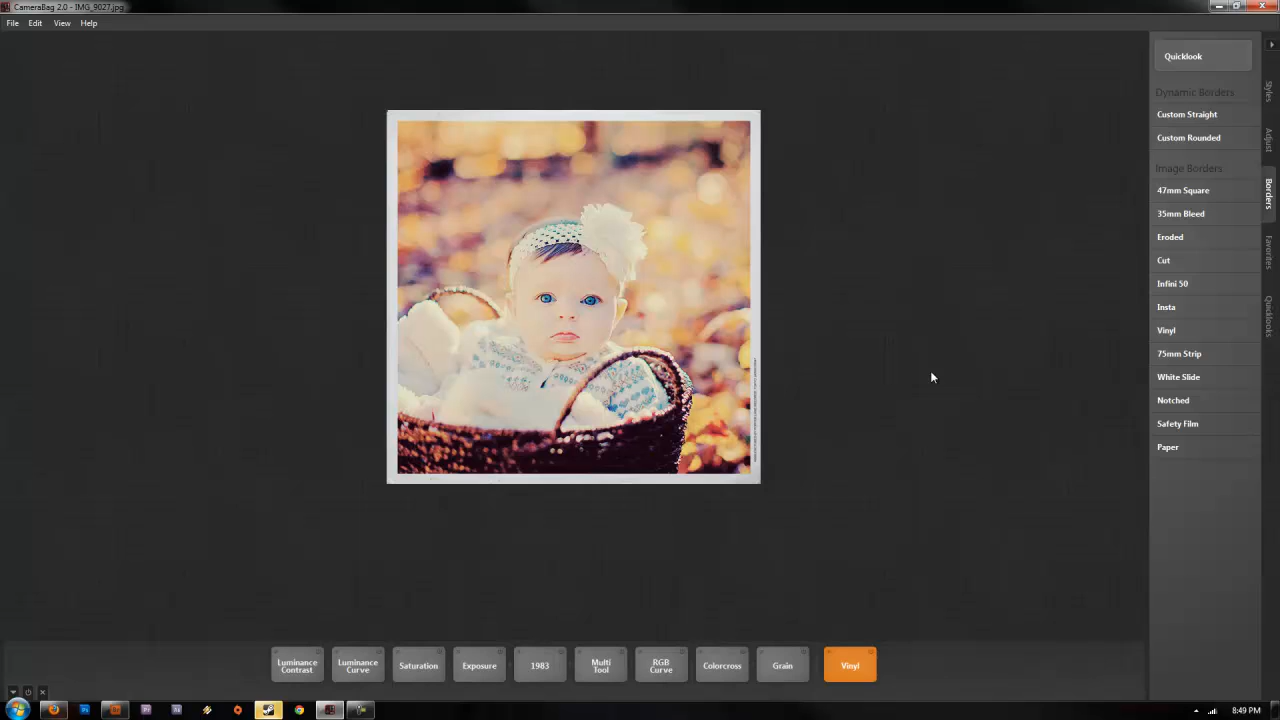 CameraBag 2.0 - IMG_9027.jpg
File Edit View Help
Quicklook
Dynamic Borders
Custom Straight
Custom Rounded
Image Borders
47mm Square
35mm Bleed
Eroded
Cut
Infini 50
Insta
Vinyl
75mm Strip
White Slide
Notched
Safety Film
Paper
Styles
Adjust
Borders
Favorites
Quicklooks
Luminance Contrast
Luminance Curve
Saturation
Exposure
1983
Multi Tool
RGB Curve
Colorcross
Grain
Vinyl
8:49 PM